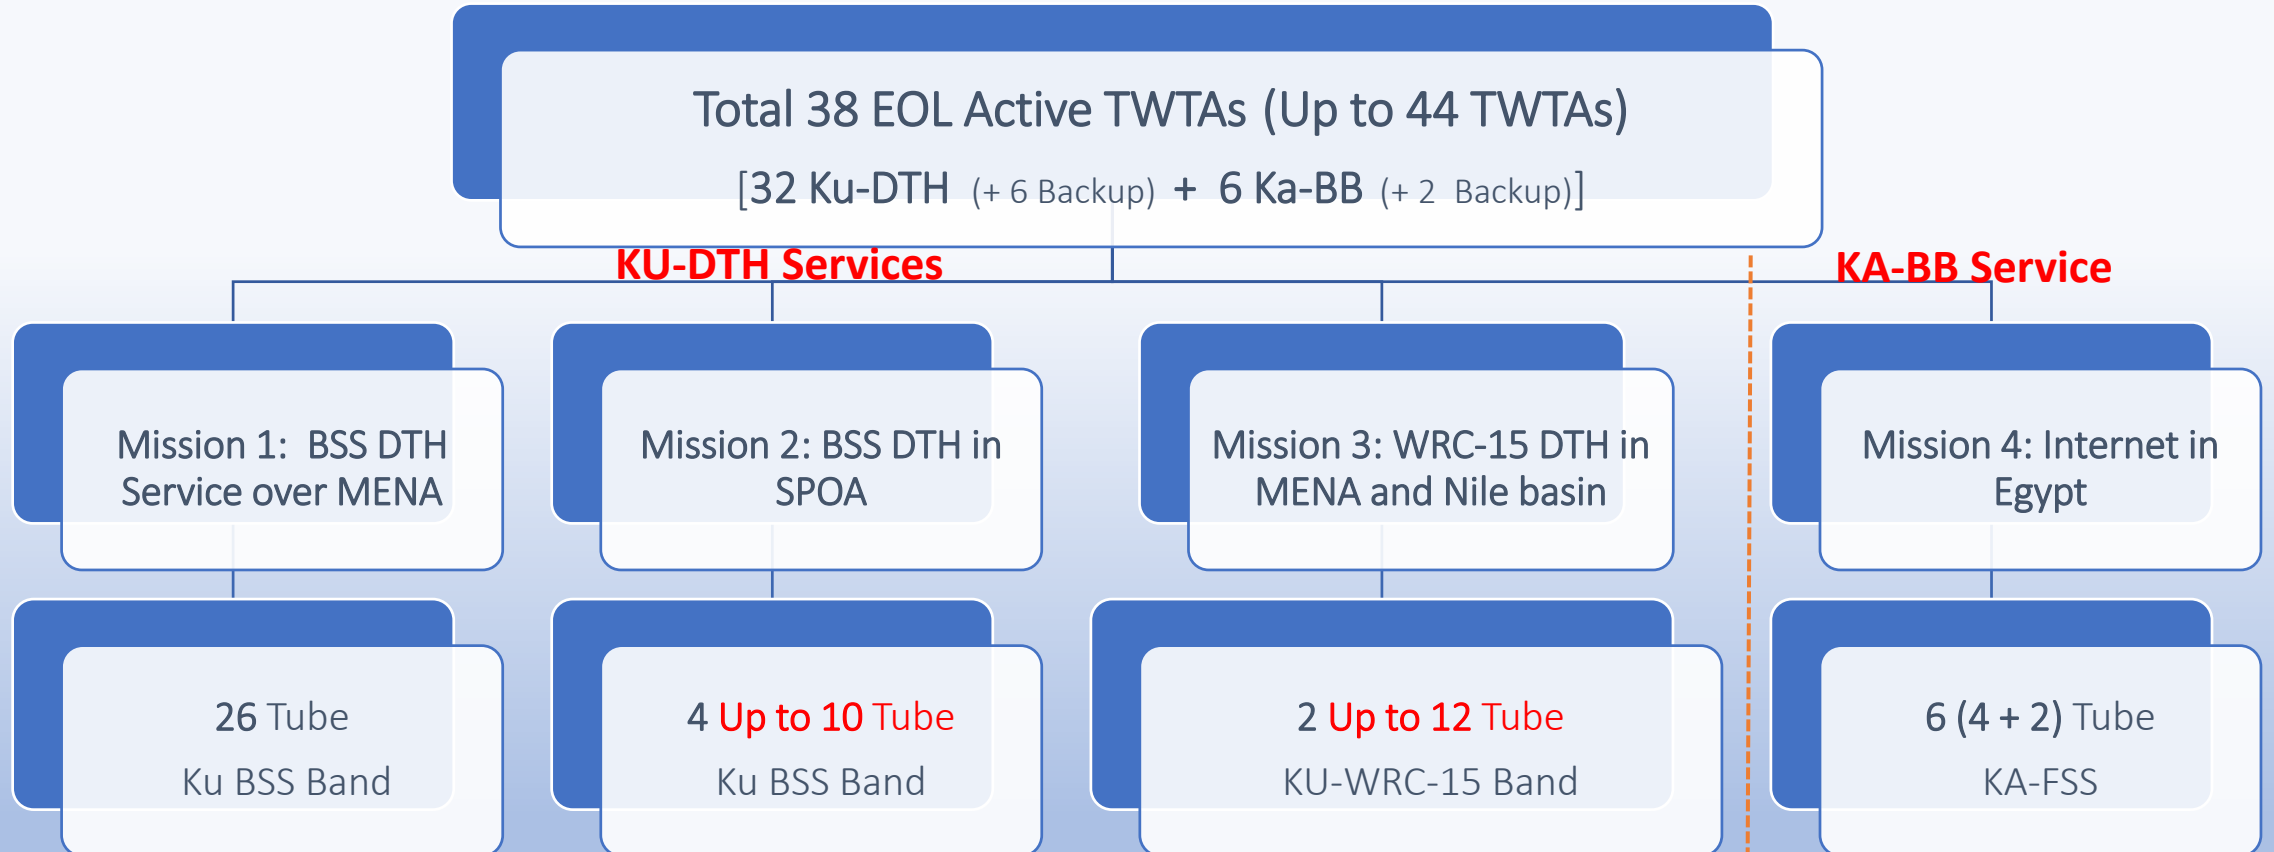 Total 38 EOL Active TWTAs (Up to 44 TWTAs)
[32 Ku-DTH (+ 6 Backup) + 6 Ka-BB (+ 2 Backup)]
KU-DTH Services
KA-BB Service
Mission 1: BSS DTH
Service over MENA
Mission 2: BSS DTH in
SPOA
Mission 3: WRC-15 DTH in
MENA and Nile basin
Mission 4: Internet in
Egypt
26 Tube
Ku BSS Band
4 Up to 10 Tube
Ku BSS Band
2 Up to 12 Tube
KU-WRC-15 Band
6 (4 + 2) Tube
KA-FSS